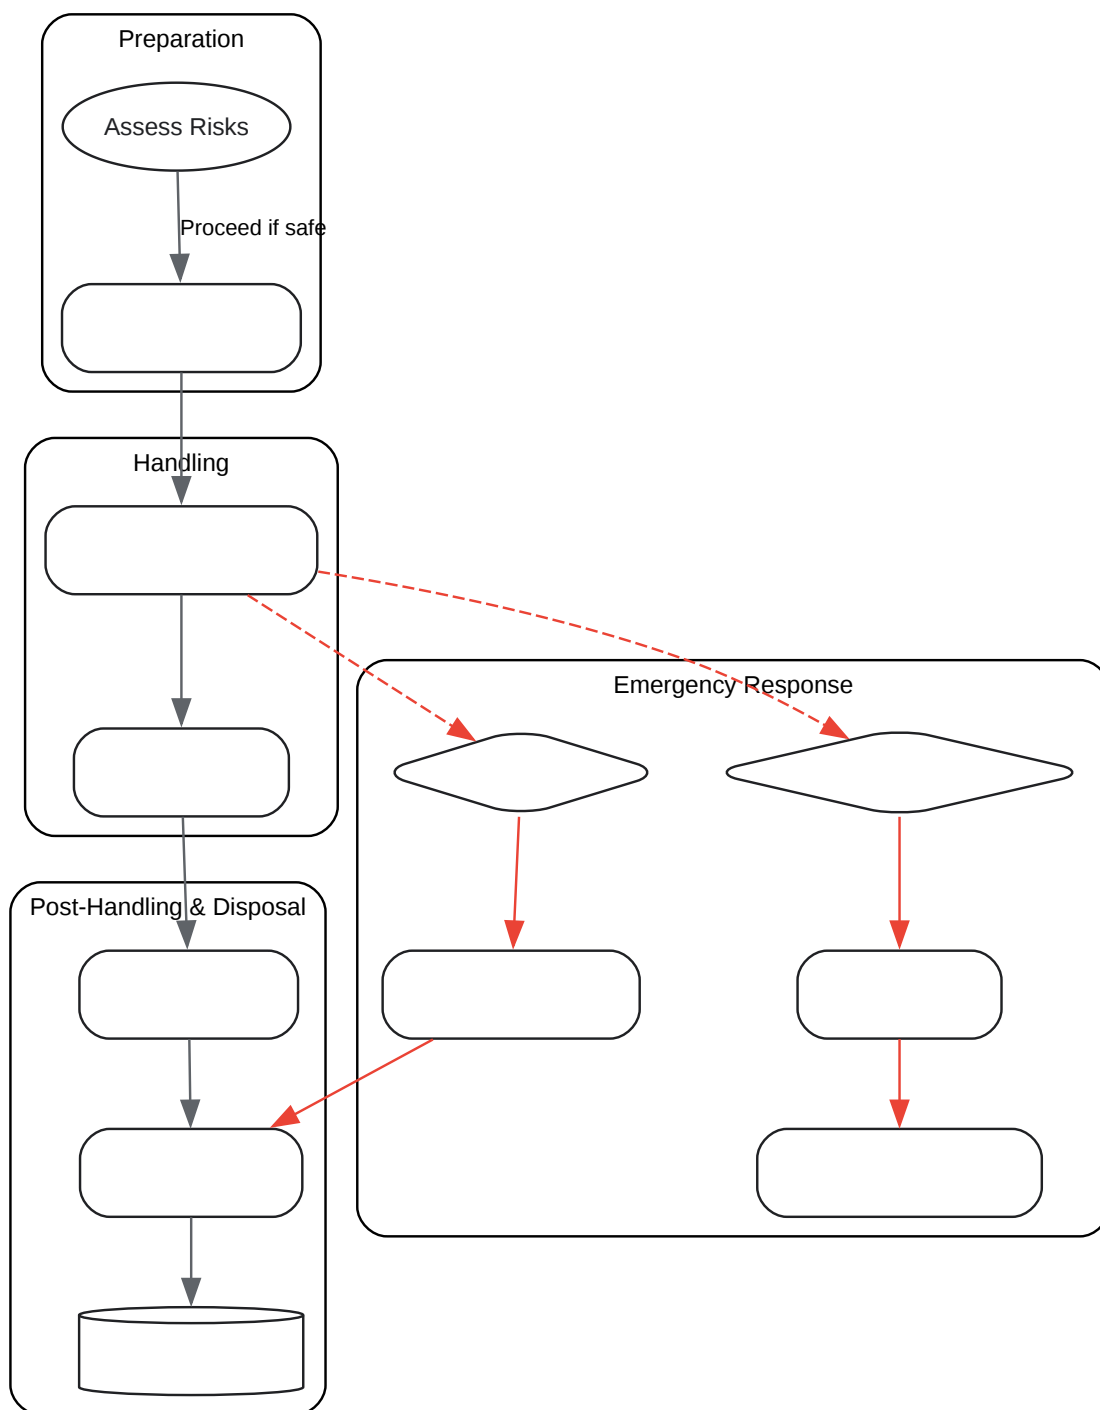 Preparation
Assess Risks
Proceed if safe
Handling
Emergency Response
Post-Handling & Disposal